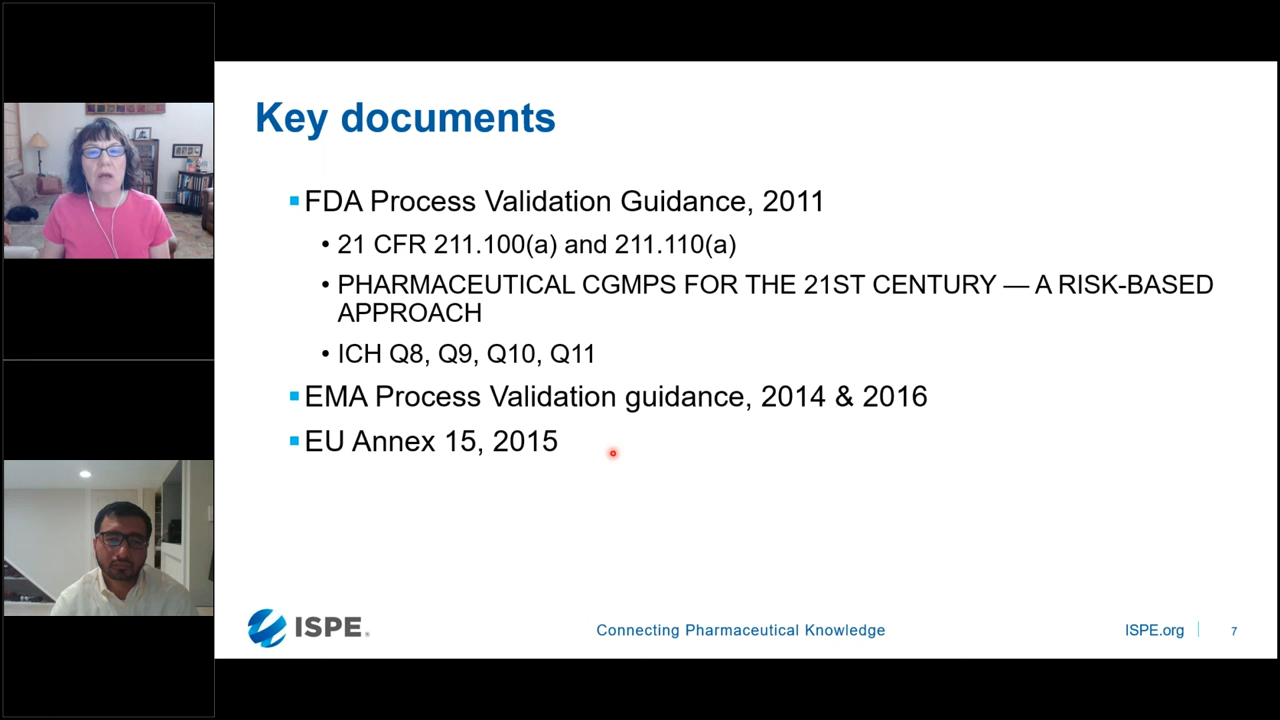 Key documents
FDA Process Validation Guidance, 2011
• 21 CFR 211.100(a) and 211.110(a)
• PHARMACEUTICAL CGMPS FOR THE 21ST CENTURY — A RISK-BASED
APPROACH
• ICH Q8, Q9, Q10, Q11
EMA Process Validation guidance, 2014 & 2016
EU Annex 15, 2015
ISPE®
Connecting Pharmaceutical Knowledge
ISPE.org
7